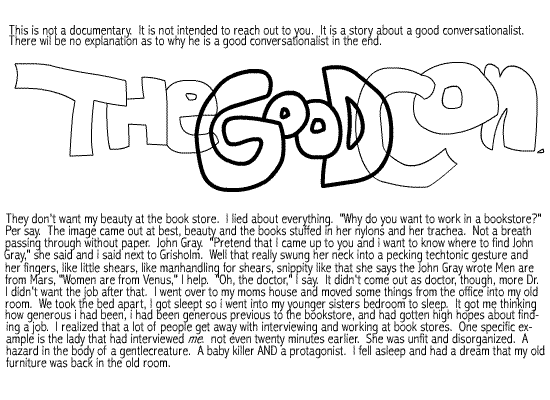 This is not a documentary.  It is not intended to reach out to you.  It is a story about a good conversationalist.
There wil be no explanation as to why he is a good conversationalist in the end.
The Good Con.
They don't want my beauty at the book store.  I lied about everything.  "Why do you want to work in a bookstore?"
Per say.  The image came out at best, beauty and the books stuffed in her nylons and her trachea.  Not a breath
passing through without paper.  John Gray.  "Pretend that I came up to you and i want to know where to find John
Gray," she said and i said next to Grisholm.  Well that really swung her neck into a pecking techtonic gesture and
her fingers, like little shears, like manhandling for shears, snippity like that she says the John Gray wrote Men are
from Mars, "Women are from Venus," I help.  "Oh, the doctor," I say.  It didn't come out as doctor, though, more Dr.
I didn't want the job after that.  I went over to my moms house and moved some things from the office into my old
room.  We took the bed apart, I got sleept so i went into my younger sisters bedroom to sleep.  It got me thinking
how generous i had been, i had been generous previous to the bookstore, and had gotten high hopes about find-
ing a job.  I realized that a lot of people get away with interviewing and working at book stores.  One specific ex-
ample is the lady that had interviewed me.  not even twenty minutes earlier.  She was unfit and disorganized.  A
hazard in the body of a gentlecreature.  A baby killer AND a protagonist.  I fell asleep and had a dream that my old
furniture was back in the old room.